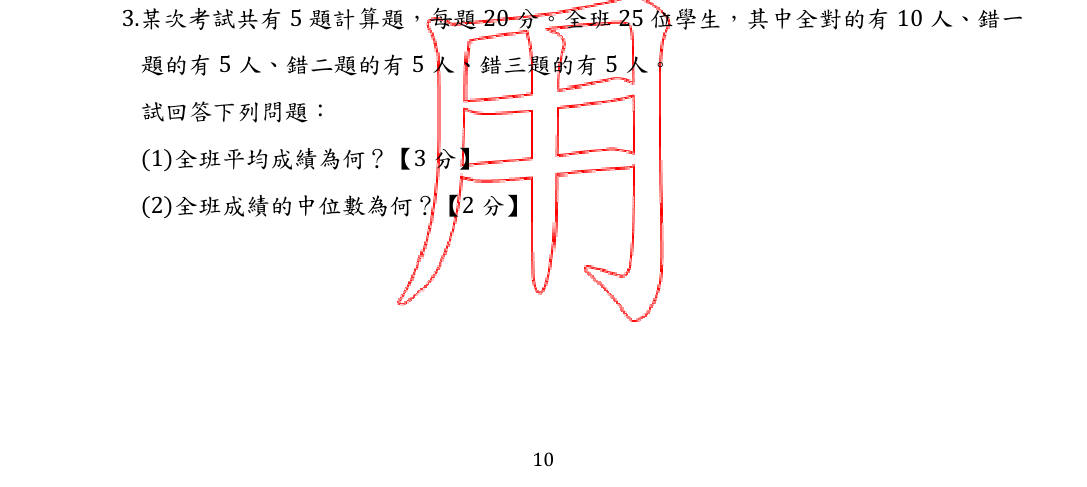 3.某次考試共有 5 題計算題，每題 20 分。全班 25 位學生，其中全對的有 10 人、錯一
題的有 5 人、錯二題的有 5 人、錯三題的有 5 人。
試回答下列問題：
(1)全班平均成績為何？【3 分】
(2)全班成績的中位數為何？【2 分】
用
10